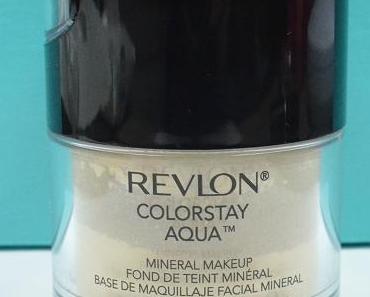 REVLON®
COLORSTAY
AQUA™
MINERAL MAKEUP
FOND DE TEINT MINÉRAL
BASE DE MAQUILLAJE FACIAL MINERAL